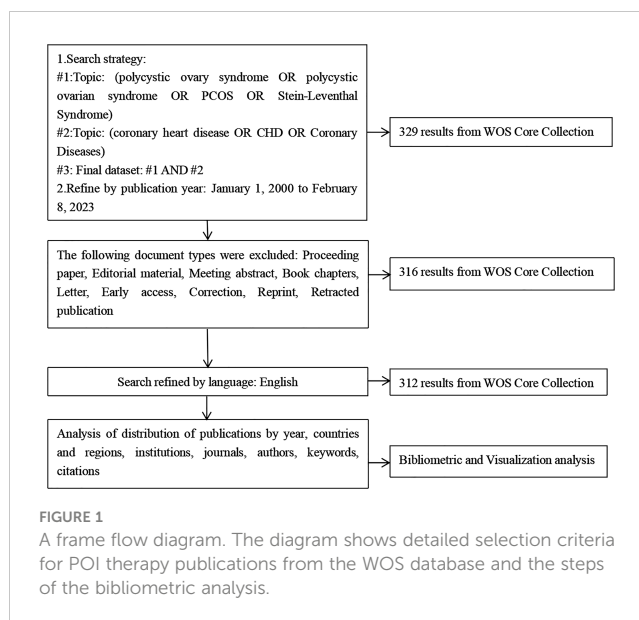 1.Search strategy:
#1:Topic: (polycystic ovary syndrome OR polycystic
ovarian syndrome OR PCOS OR Stein-Leventhal
Syndrome)
#2:Topic: (coronary heart disease OR CHD OR Coronary
Diseases)
#3: Final dataset: #1 AND #2
2.Refine by publication year: January 1, 2000 to February
8, 2023
329 results from WOS Core Collection
The following document types were excluded: Proceeding
paper, Editorial material, Meeting abstract, Book chapters,
Letter, Early access, Correction, Reprint, Retracted
publication
316 results from WOS Core Collection
Search refined by language: English
312 results from WOS Core Collection
Analysis of distribution of publications by year, countries
and regions, institutions, journals, authors, keywords,
citations
Bibliometric and Visualization analysis
FIGURE 1
A frame flow diagram. The diagram shows detailed selection criteria
for POI therapy publications from the WOS database and the steps
of the bibliometric analysis.